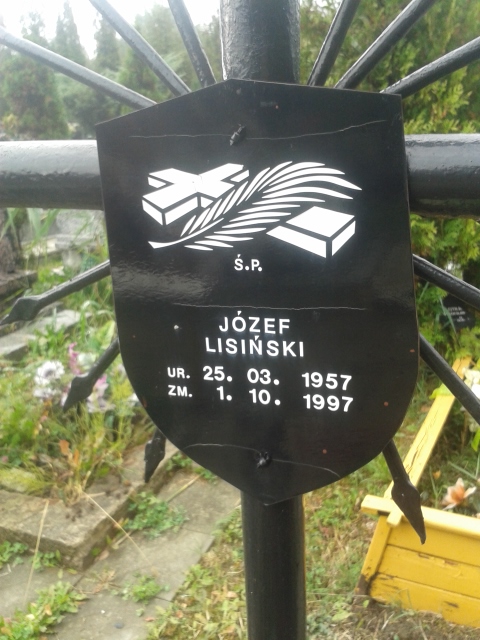 Ś.P.
JÓZEF
LISIŃSKI
UR. 25. 03. 1957
ZM. 1. 10. 1997